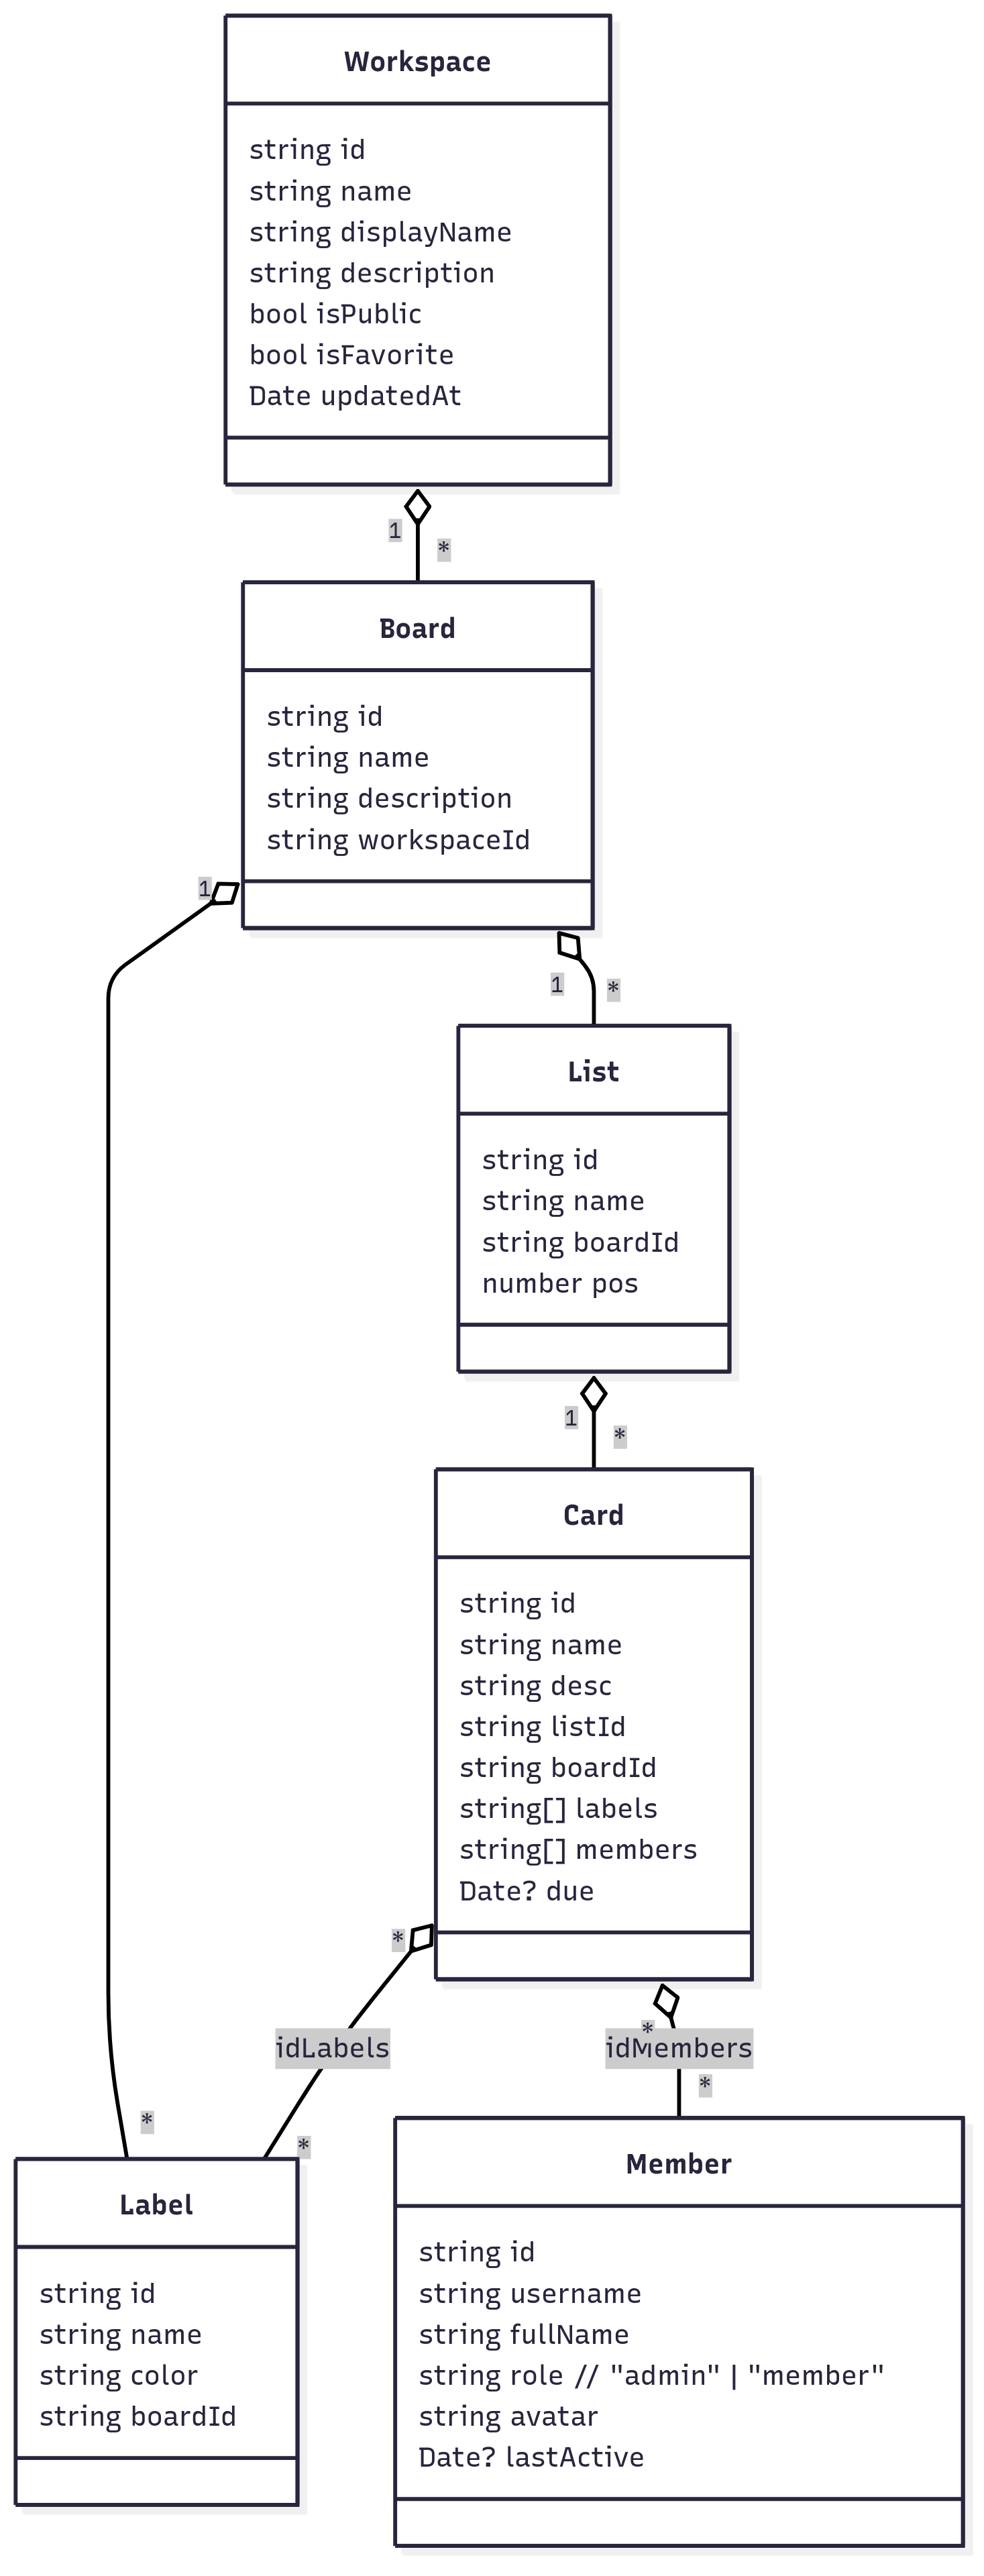 Workspace
string id
string name
string displayName
string description
bool isPublic
bool isFavorite
Date updatedAt
1
*
Board
string id
string name
string description
string workspaceId
1
1
*
List
string id
string name
string boardId
number pos
1
*
Card
string id
string name
string desc
string listId
string boardId
string[] labels
string[] members
Date? due
*
*
idLabels
idMembers
*
*
*
Label
string id
string name
string color
string boardId
Member
string id
string username
string fullName
string role // "admin" | "member"
string avatar
Date? lastActive